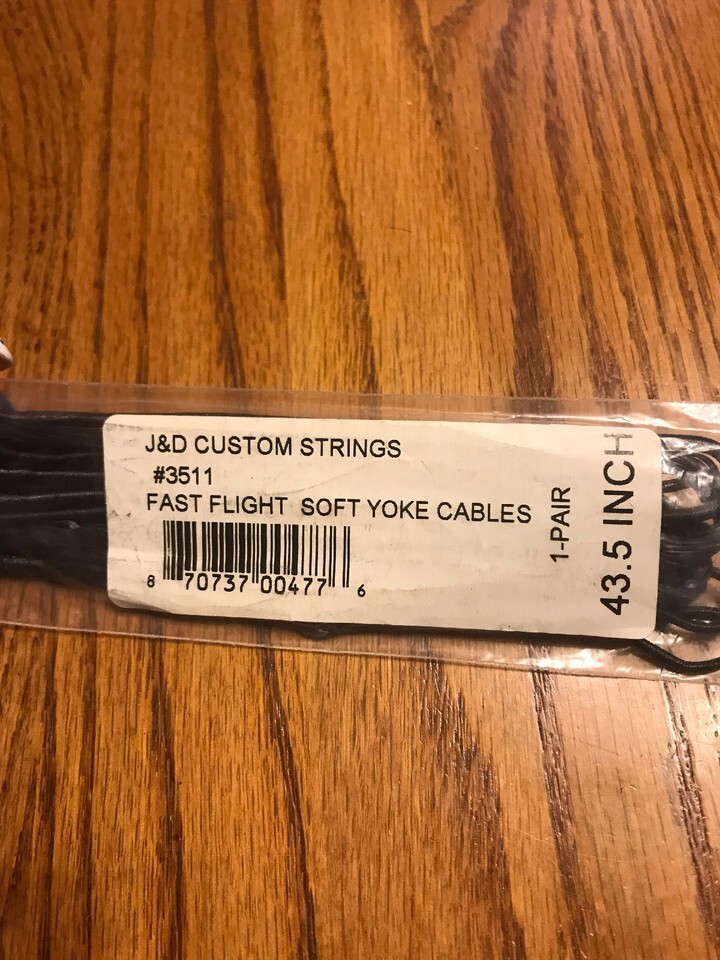 J&D CUSTOM STRINGS
#3511
FAST FLIGHT SOFT YOKE CABLES
8 70737 00477 6
1-PAIR
43.5 INCH